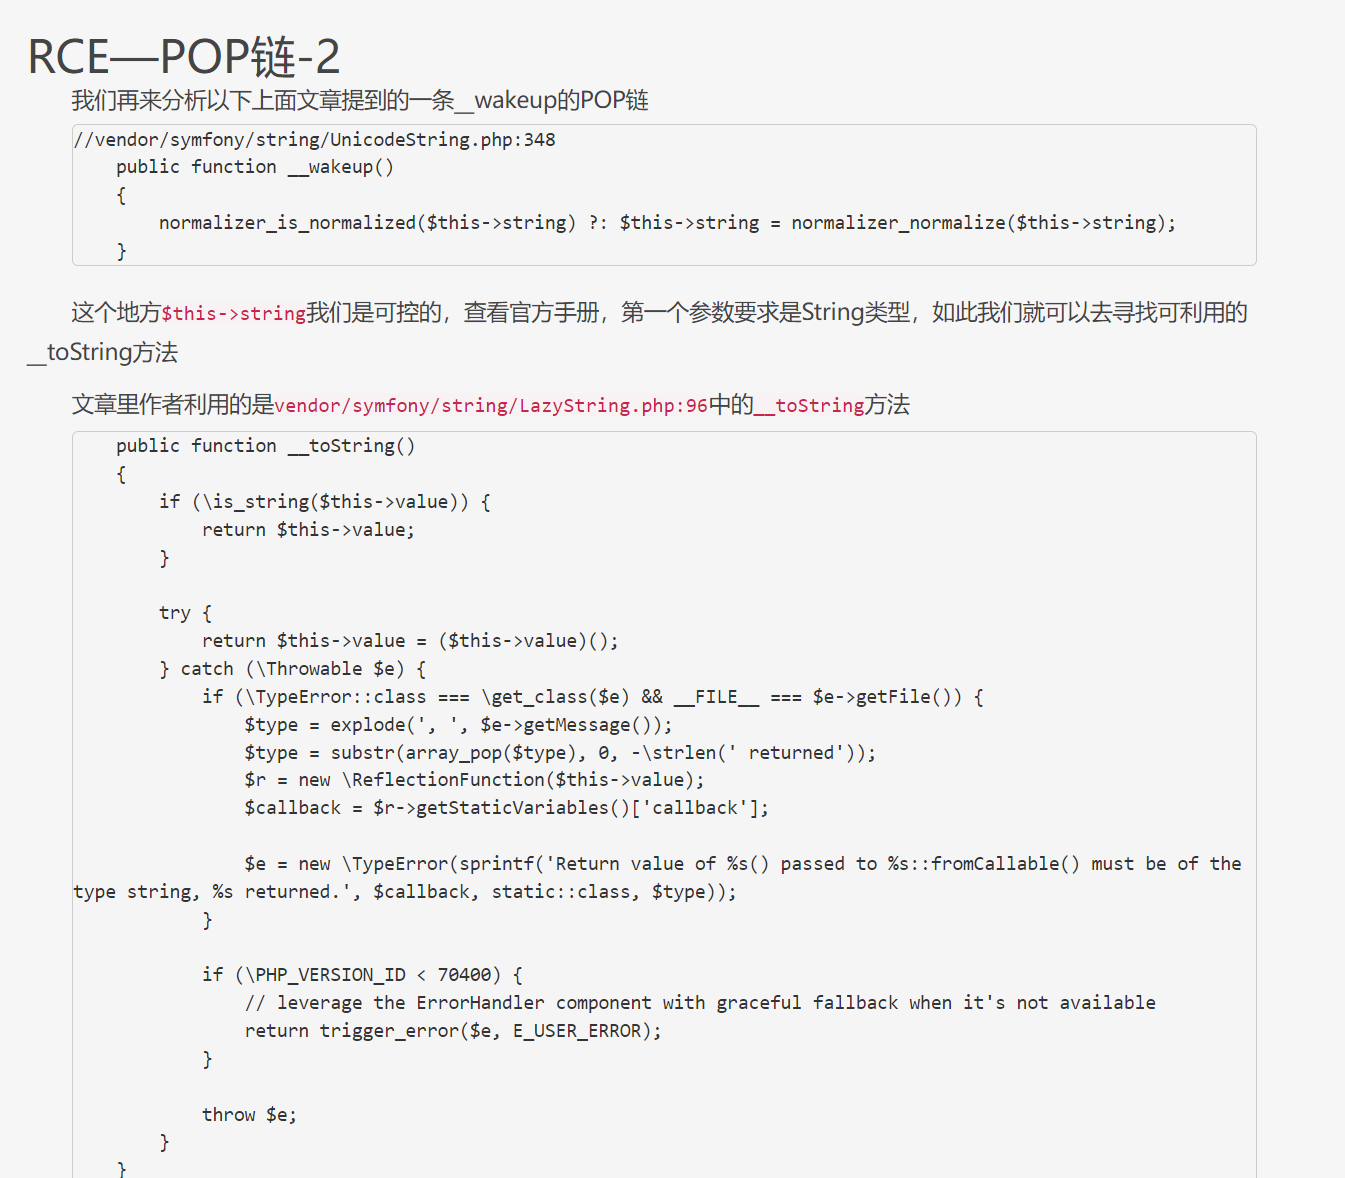 RCE—POP链-2
我们再来分析以下上面文章提到的一条__wakeup的POP链
//vendor/symfony/string/UnicodeString.php:348
    public function __wakeup()
    {
        normalizer_is_normalized($this->string) ?: $this->string = normalizer_normalize($this->string);
    }
这个地方$this->string我们是可控的，查看官方手册，第一个参数要求是String类型，如此我们就可以去寻找可利用的
__toString方法
文章里作者利用的是vendor/symfony/string/LazyString.php:96中的__toString方法
    public function __toString()
    {
        if (\is_string($this->value)) {
            return $this->value;
        }

        try {
            return $this->value = ($this->value)();
        } catch (\Throwable $e) {
            if (\TypeError::class === \get_class($e) && __FILE__ === $e->getFile()) {
                $type = explode(', ', $e->getMessage());
                $type = substr(array_pop($type), 0, -\strlen(' returned'));
                $r = new \ReflectionFunction($this->value);
                $callback = $r->getStaticVariables()['callback'];

                $e = new \TypeError(sprintf('Return value of %s() passed to %s::fromCallable() must be of the
type string, %s returned.', $callback, static::class, $type));
            }

            if (\PHP_VERSION_ID < 70400) {
                // leverage the ErrorHandler component with graceful fallback when it's not available
                return trigger_error($e, E_USER_ERROR);
            }

            throw $e;
        }
    }